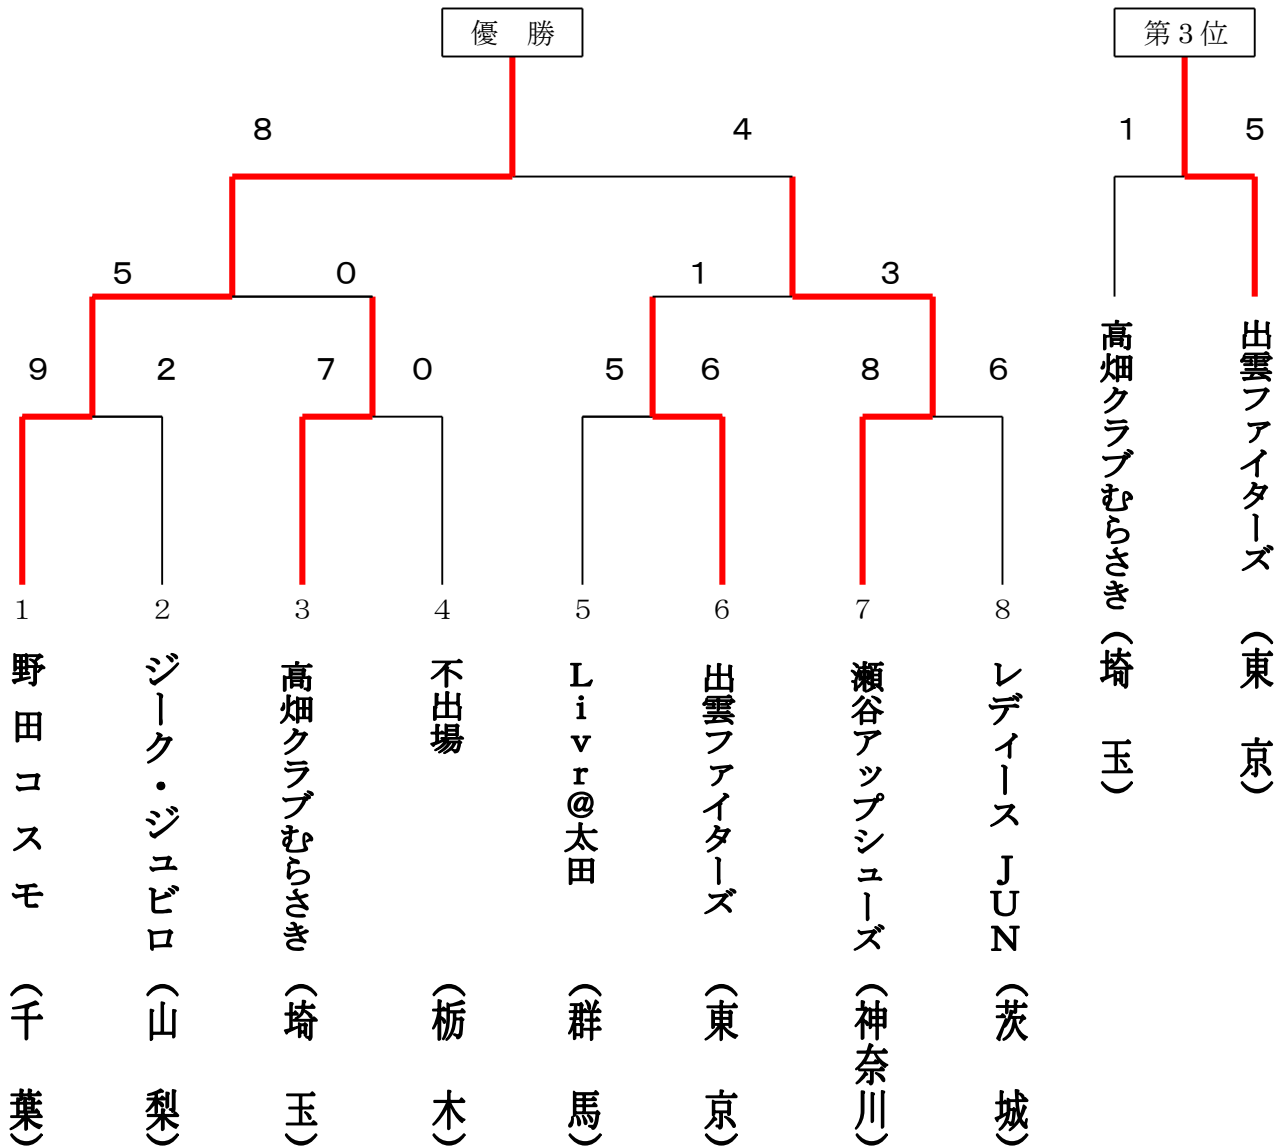 優　勝
第３位
8 4
1 5
5 0 1 3
9 2 7 0 5 6 8 6
1 2 3 4 5 6 7 8
野田コスモ（千葉）
ジーク・ジュビロ（山梨）
高畑クラブむらさき（埼玉）
不出場（栃木）
Ｌｉｖｒ＠太田（群馬）
出雲ファイターズ（東京）
瀬谷アップシューズ（神奈川）
レディースＪＵＮ（茨城）
高畑クラブむらさき（埼玉）
出雲ファイターズ（東京）